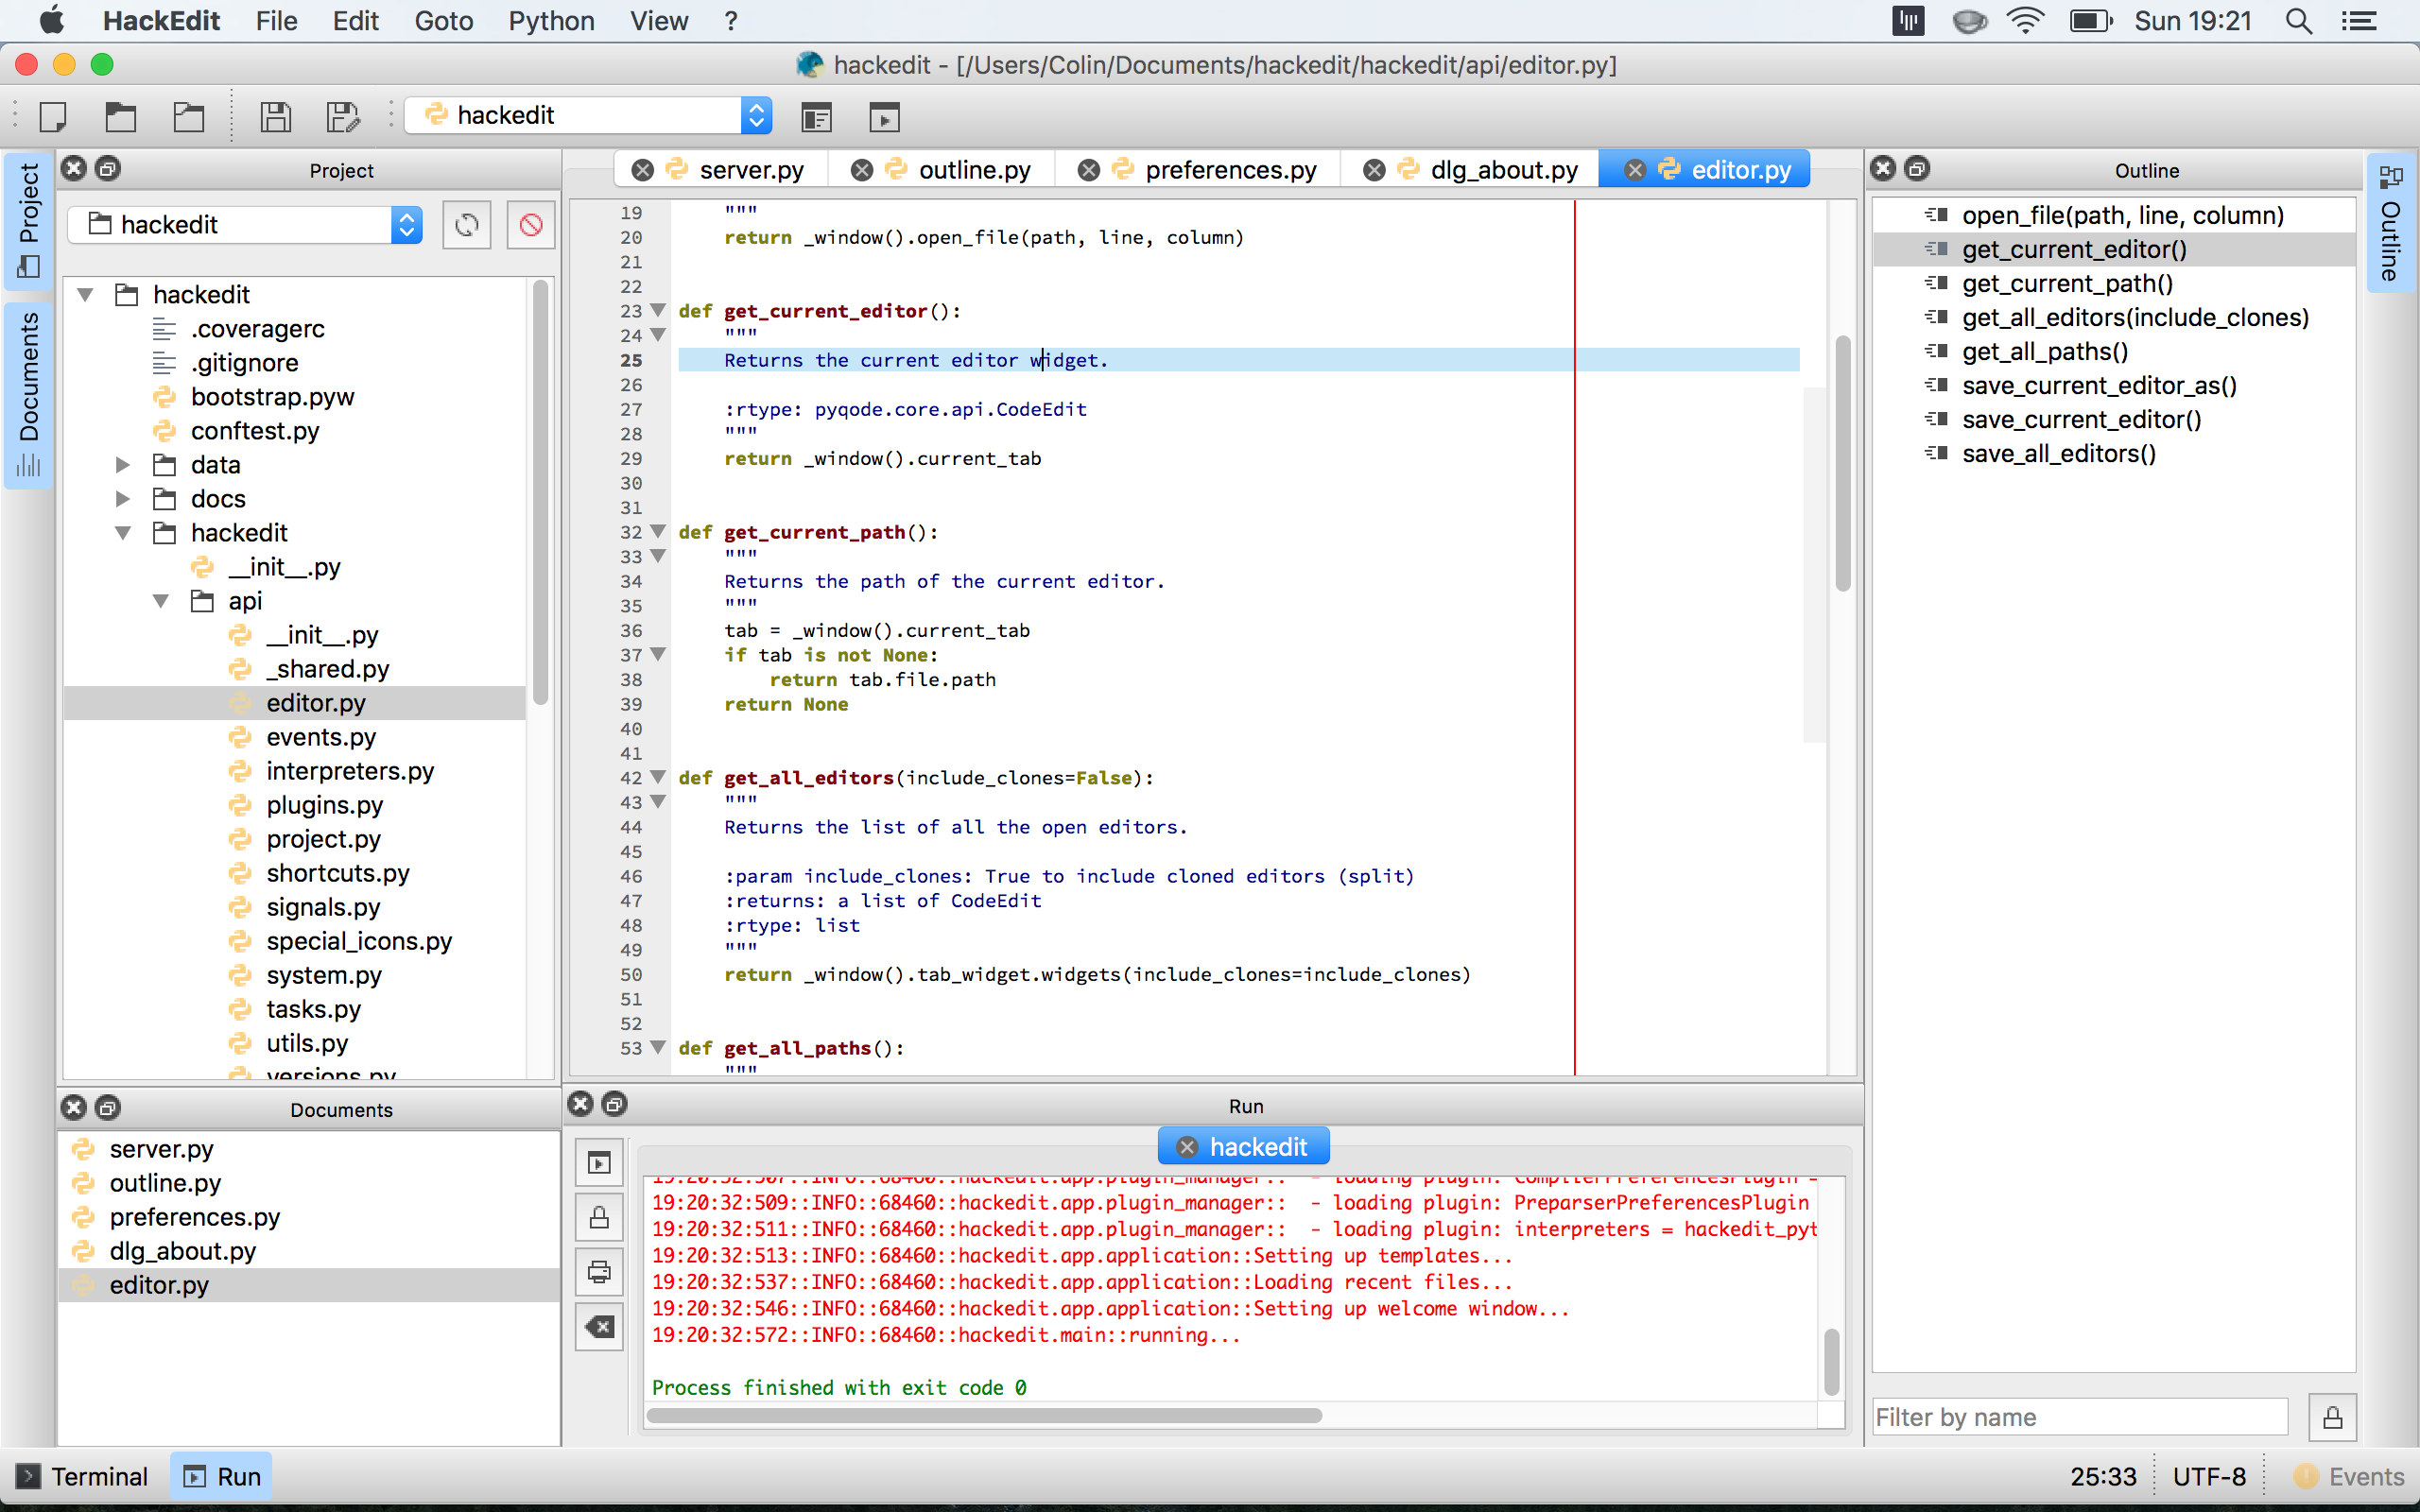 HackEdit File Edit Goto Python View ? Sun 19:21
hackedit - [/Users/Colin/Documents/hackedit/hackedit/api/editor.py]
hackedit
Project
Documents
Project
hackedit
hackedit
.coveragerc
.gitignore
bootstrap.pyw
conftest.py
data
docs
hackedit
__init__.py
api
__init__.py
_shared.py
editor.py
events.py
interpreters.py
plugins.py
project.py
shortcuts.py
signals.py
special_icons.py
system.py
tasks.py
utils.py
versions.py
Documents
server.py
outline.py
preferences.py
dlg_about.py
editor.py
server.py outline.py preferences.py dlg_about.py editor.py
19 """
20 return _window().open_file(path, line, column)
21
22
23 def get_current_editor():
24 """
25 Returns the current editor widget.
26
27 :rtype: pyqode.core.api.CodeEdit
28 """
29 return _window().current_tab
30
31
32 def get_current_path():
33 """
34 Returns the path of the current editor.
35 """
36 tab = _window().current_tab
37 if tab is not None:
38 return tab.file.path
39 return None
40
41
42 def get_all_editors(include_clones=False):
43 """
44 Returns the list of all the open editors.
45
46 :param include_clones: True to include cloned editors (split)
47 :returns: a list of CodeEdit
48 :rtype: list
49 """
50 return _window().tab_widget.widgets(include_clones=include_clones)
51
52
53 def get_all_paths():
"""
Run
hackedit
19:20:32:507::INFO::68460::hackedit.app.plugin_manager:: - loading plugin: CompilerPreferencesPlugin =
19:20:32:509::INFO::68460::hackedit.app.plugin_manager:: - loading plugin: PreparserPreferencesPlugin
19:20:32:511::INFO::68460::hackedit.app.plugin_manager:: - loading plugin: interpreters = hackedit_pyt
19:20:32:513::INFO::68460::hackedit.app.application::Setting up templates...
19:20:32:537::INFO::68460::hackedit.app.application::Loading recent files...
19:20:32:546::INFO::68460::hackedit.app.application::Setting up welcome window...
19:20:32:572::INFO::68460::hackedit.main::running...
Process finished with exit code 0
Outline
open_file(path, line, column)
get_current_editor()
get_current_path()
get_all_editors(include_clones)
get_all_paths()
save_current_editor_as()
save_current_editor()
save_all_editors()
Filter by name
Outline
Terminal Run 25:33 UTF-8 Events